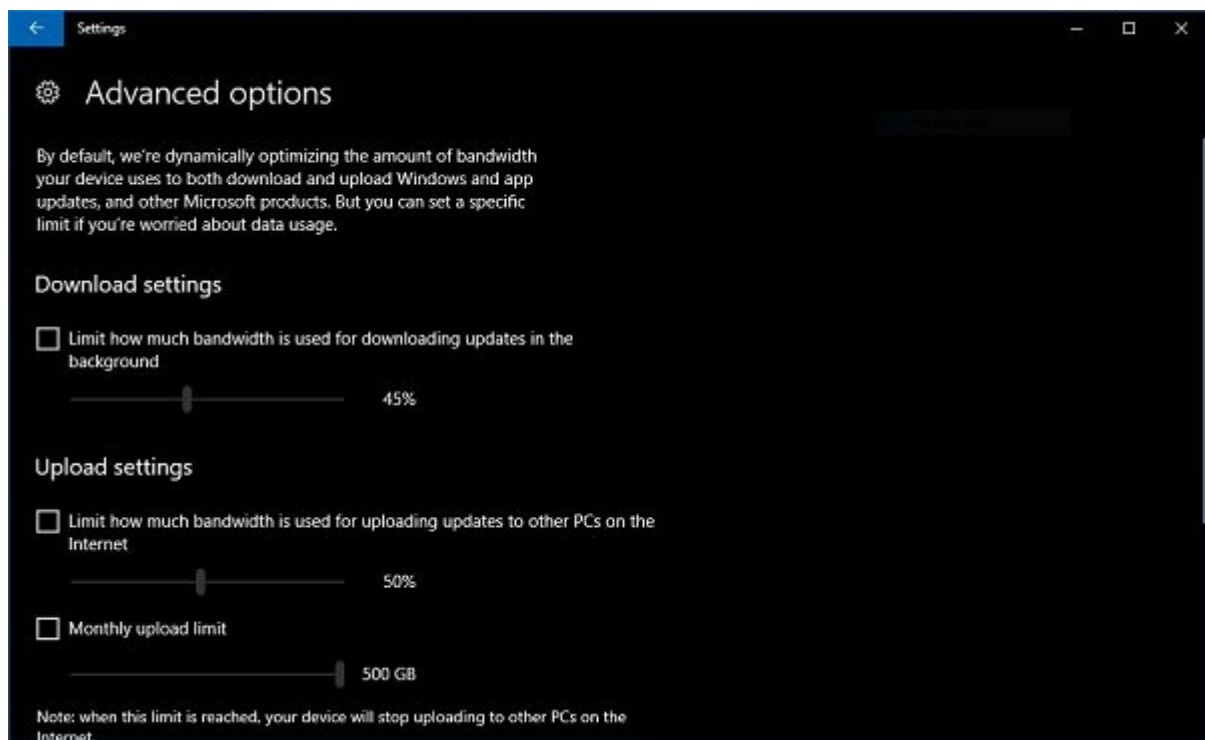 Settings
Advanced options
By default, we're dynamically optimizing the amount of bandwidth
your device uses to both download and upload Windows and app
updates, and other Microsoft products. But you can set a specific
limit if you're worried about data usage.
Download settings
Limit how much bandwidth is used for downloading updates in the
background
45%
Upload settings
Limit how much bandwidth is used for uploading updates to other PCs on the
Internet
50%
Monthly upload limit
500 GB
Note: when this limit is reached, your device will stop uploading to other PCs on the
Internet